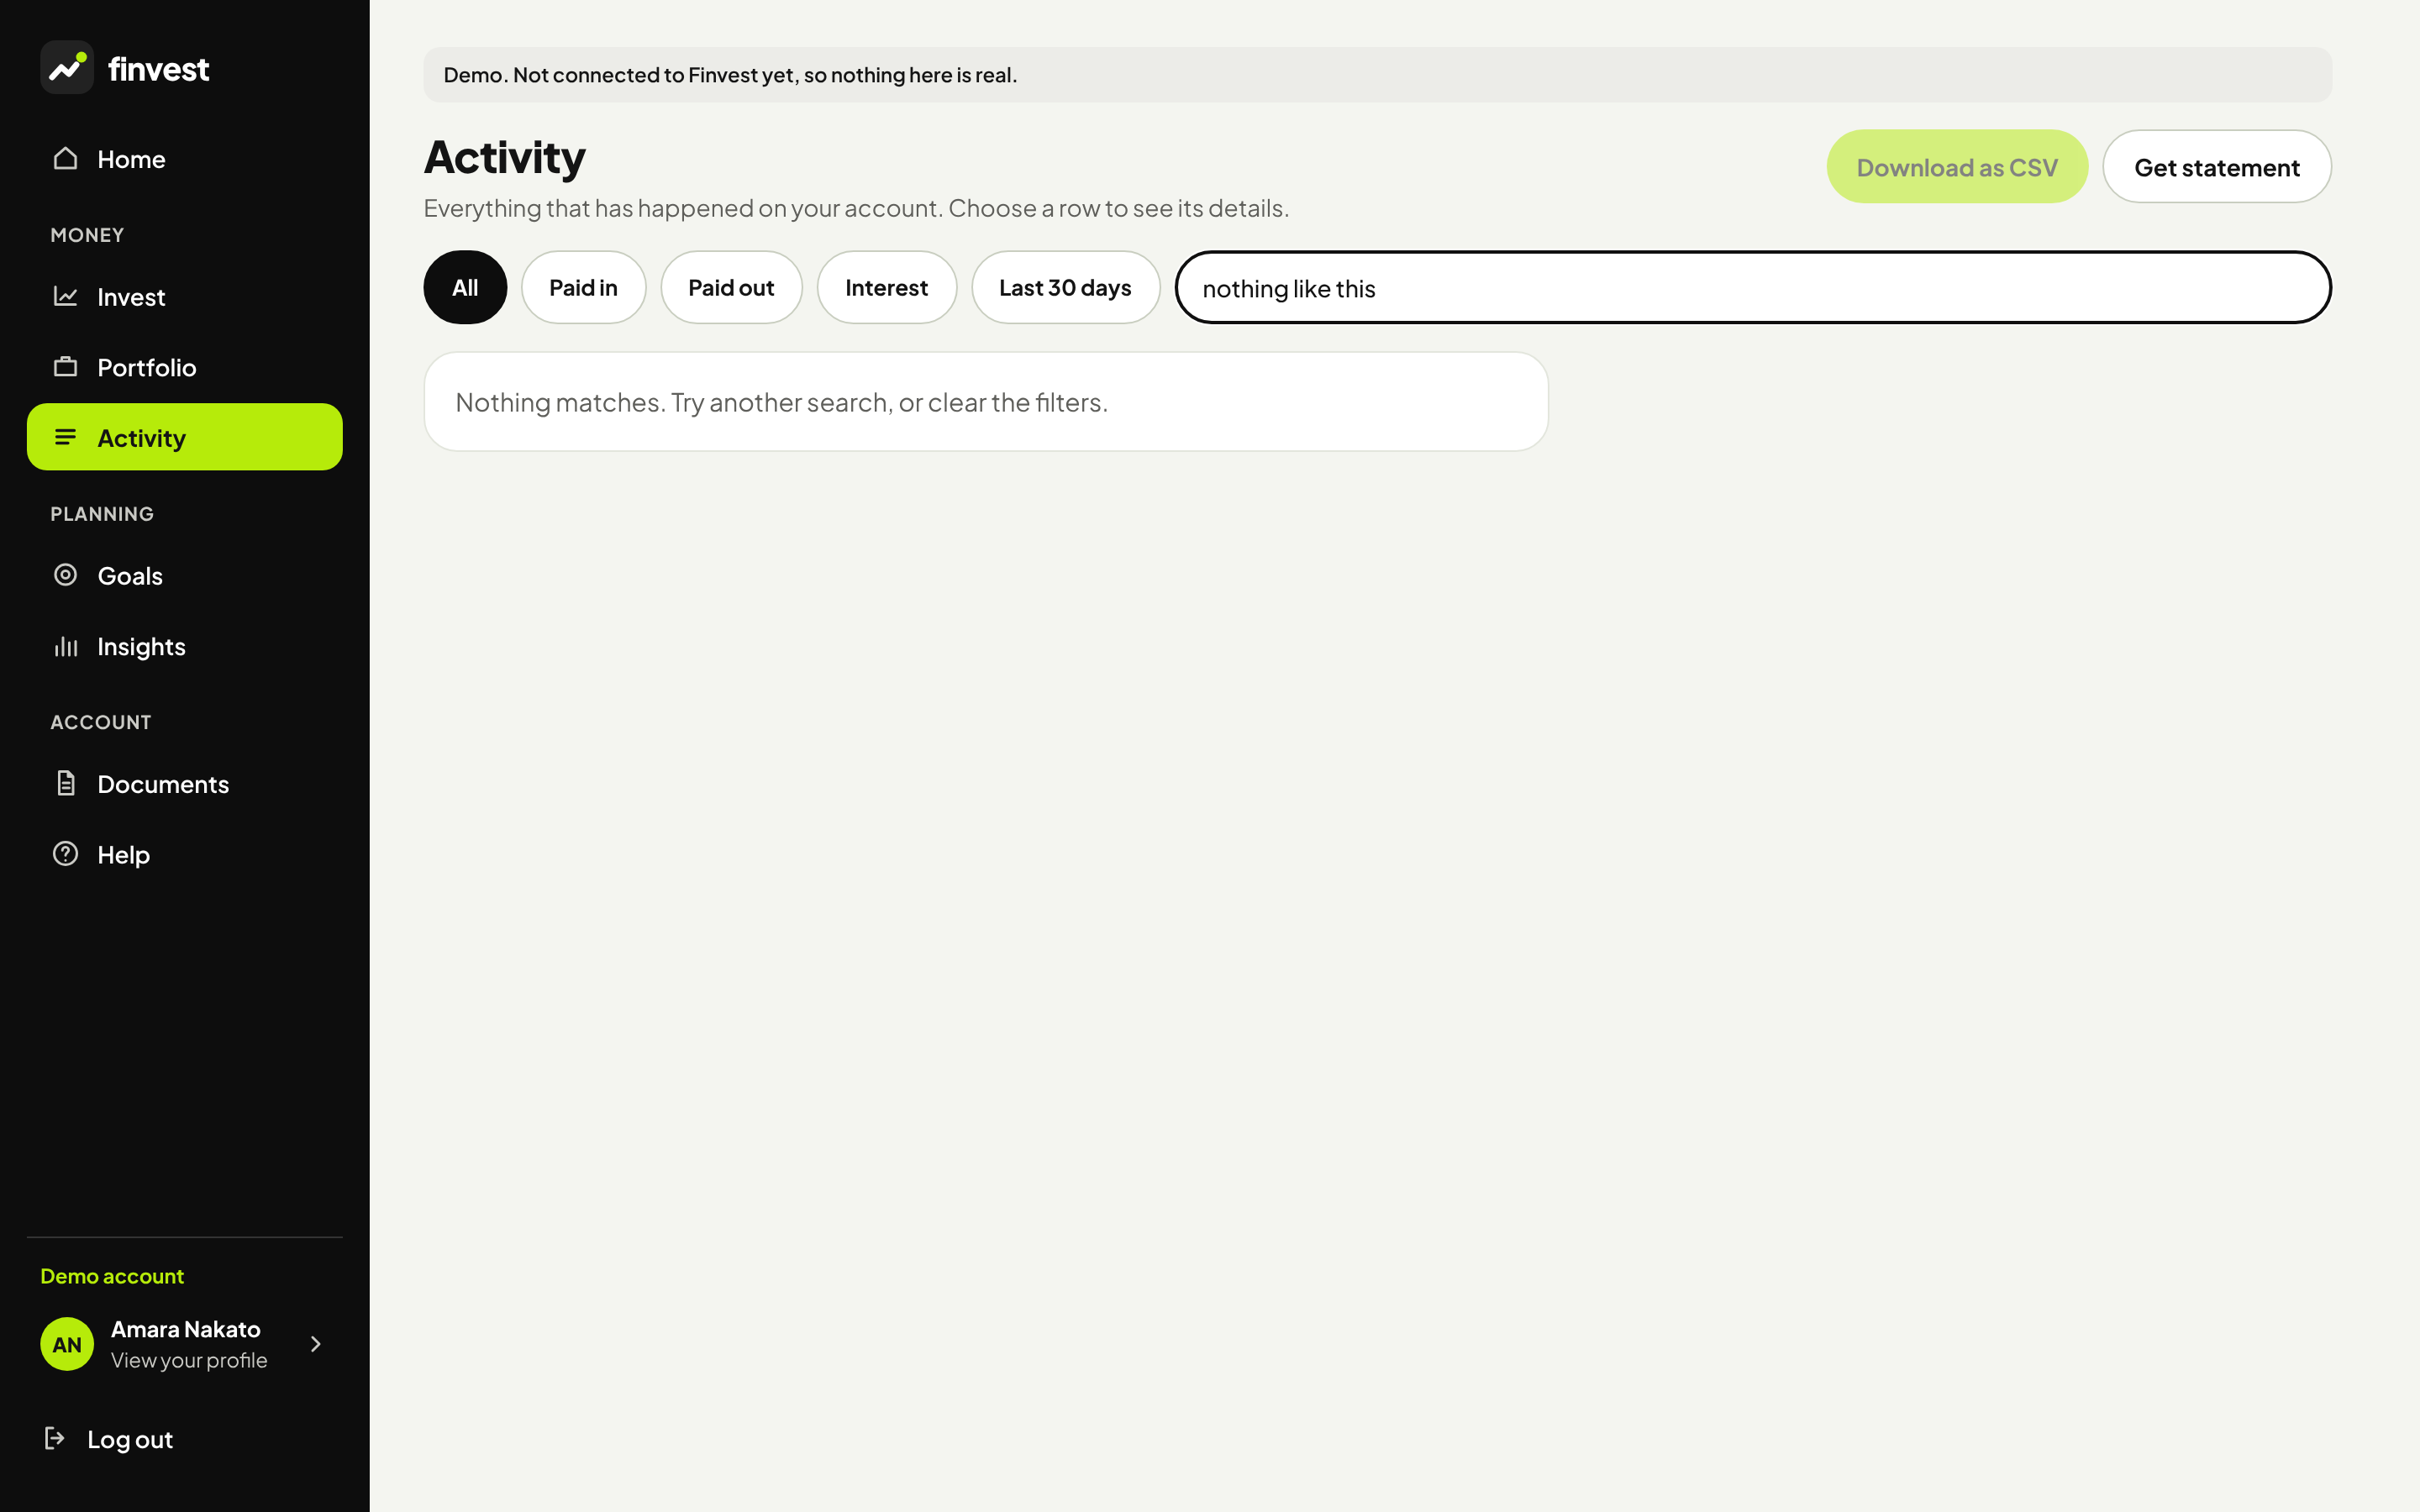 finvest
Home
MONEY
Invest
Portfolio
Activity
PLANNING
Goals
Insights
ACCOUNT
Documents
Help
Demo account
AN
Amara Nakato
View your profile
Log out
Demo. Not connected to Finvest yet, so nothing here is real.
Activity
Everything that has happened on your account. Choose a row to see its details.
Download as CSV
Get statement
All
Paid in
Paid out
Interest
Last 30 days
nothing like this
Nothing matches. Try another search, or clear the filters.